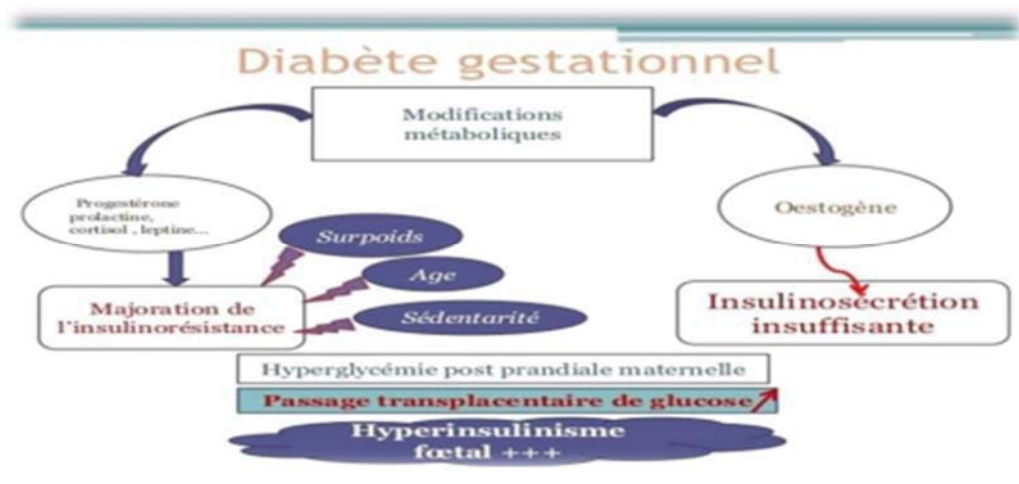 Diabète gestationnel
Modifications
métaboliques
Progestérone
prolactine,
cortisol , leptine...
Oestogène
Surpoids
Age
Sédentarité
Majoration de
l'insulinorésistance
Insulinosecrétion
insuffisante
Hyperglycémie post prandiale maternelle
Passage transplacentaire de glucose
Hyperinsulinisme
fœtal +++